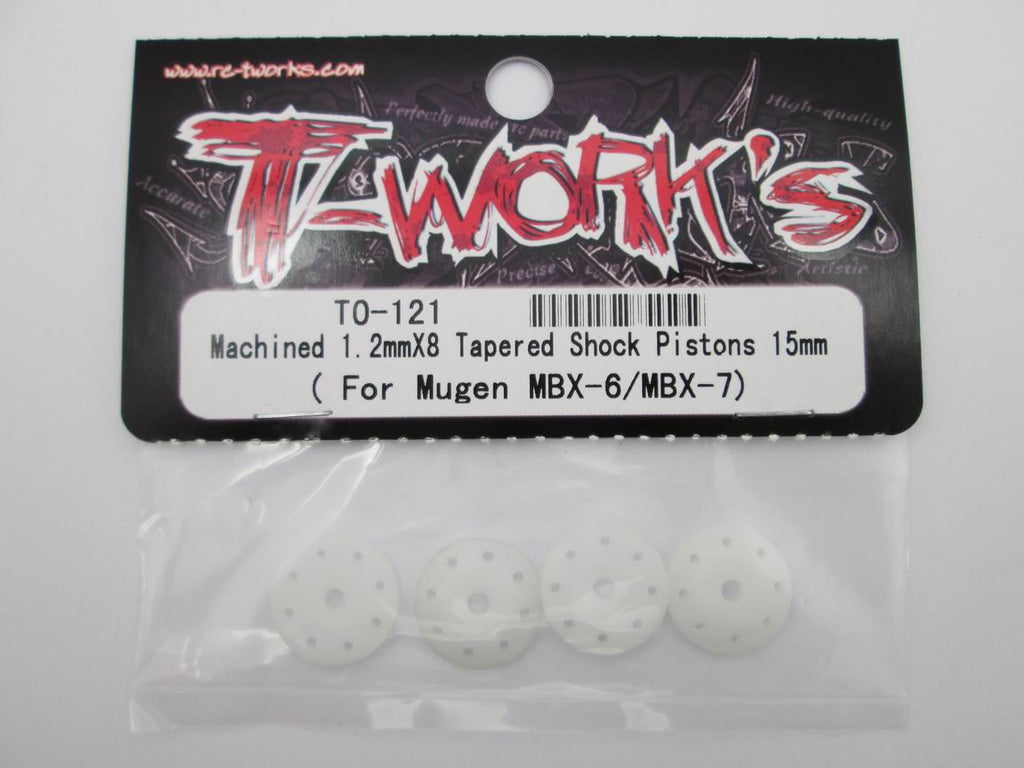 www.rc-tworks.com
Perfectly made rc parts
High-quality
T-WORK's
Accurate
Precise
Artistic
TO-121
Machined 1.2mmX8 Tapered Shock Pistons 15mm
( For Mugen MBX-6/MBX-7)